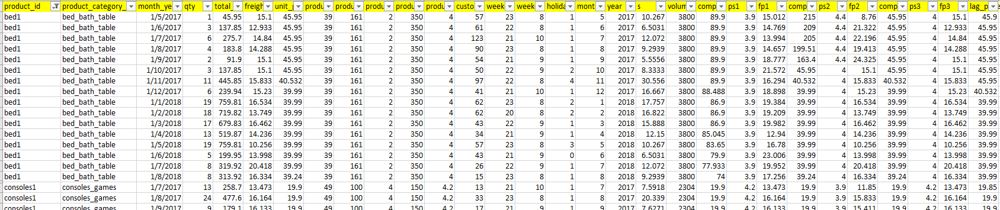 product_id product_category_ month_ye qty total_ freigh unit_p produ produ produ produ produ custo week week holida mont year s volum comp ps1 fp1 comp ps2 fp2 comp ps3 fp3 lag_p
bed1 bed_bath_table 1/5/2017 1 45.95 15.1 45.95 39 161 2 350 4 57 23 8 1 5 2017 10.267 3800 89.9 3.9 15.012 215 4.4 8.76 45.95 4 15.1 45.9
bed1 bed_bath_table 1/6/2017 3 137.85 12.933 45.95 39 161 2 350 4 61 22 8 1 6 2017 6.5031 3800 89.9 3.9 14.769 209 4.4 21.322 45.95 4 12.933 45.95
bed1 bed_bath_table 1/7/2017 6 275.7 14.84 45.95 39 161 2 350 4 123 21 10 1 7 2017 12.072 3800 89.9 3.9 13.994 205 4.4 22.196 45.95 4 14.84 45.95
bed1 bed_bath_table 1/8/2017 4 183.8 14.288 45.95 39 161 2 350 4 90 23 8 1 8 2017 9.2939 3800 89.9 3.9 14.657 199.51 4.4 19.413 45.95 4 14.288 45.95
bed1 bed_bath_table 1/9/2017 2 91.9 15.1 45.95 39 161 2 350 4 54 21 9 1 9 2017 5.5556 3800 89.9 3.9 18.777 163.4 4.4 24.325 45.95 4 15.1 45.95
bed1 bed_bath_table 1/10/2017 3 137.85 15.1 45.95 39 161 2 350 4 50 22 9 2 10 2017 8.3333 3800 89.9 3.9 21.572 45.95 4 15.1 45.95 4 15.1 45.95
bed1 bed_bath_table 1/11/2017 11 445.85 15.833 40.532 39 161 2 350 4 97 22 8 4 11 2017 30.556 3800 89.9 3.9 16.294 40.532 4 15.833 40.532 4 15.833 45.95
bed1 bed_bath_table 1/12/2017 6 239.94 15.23 39.99 39 161 2 350 4 41 21 10 1 12 2017 16.667 3800 88.488 3.9 18.898 39.99 4 15.23 39.99 4 15.23 40.532
bed1 bed_bath_table 1/1/2018 19 759.81 16.534 39.99 39 161 2 350 4 62 23 8 2 1 2018 17.757 3800 86.9 3.9 19.384 39.99 4 16.534 39.99 4 16.534 39.99
bed1 bed_bath_table 1/2/2018 18 719.82 13.749 39.99 39 161 2 350 4 62 20 8 2 2 2018 16.822 3800 86.9 3.9 19.209 39.99 4 13.749 39.99 4 13.749 39.99
bed1 bed_bath_table 1/3/2018 17 679.83 16.462 39.99 39 161 2 350 4 43 22 9 1 3 2018 15.888 3800 86.9 3.9 19.982 39.99 4 16.462 39.99 4 16.462 39.99
bed1 bed_bath_table 1/4/2018 13 519.87 14.236 39.99 39 161 2 350 4 34 21 9 1 4 2018 12.15 3800 85.045 3.9 12.94 39.99 4 14.236 39.99 4 14.236 39.99
bed1 bed_bath_table 1/5/2018 19 759.81 10.256 39.99 39 161 2 350 4 57 23 8 3 5 2018 10.267 3800 83.65 3.9 16.78 39.99 4 10.256 39.99 4 10.256 39.99
bed1 bed_bath_table 1/6/2018 5 199.95 13.998 39.99 39 161 2 350 4 43 21 9 0 6 2018 6.5031 3800 79.86 3.9 23.006 39.99 4 13.998 39.99 4 13.998 39.99
bed1 bed_bath_table 1/7/2018 8 319.92 20.418 39.99 39 161 2 350 4 26 22 9 1 7 2018 12.072 3800 77.933 3.9 19.952 39.99 4 20.418 39.99 4 20.418 39.99
bed1 bed_bath_table 1/8/2018 8 313.92 16.334 39.24 39 161 2 350 4 15 23 8 1 8 2018 9.2939 3800 74 3.9 17.256 39.24 4 16.334 39.24 4 16.334 39.99
consoles1 consoles_games 1/7/2017 13 258.7 13.473 19.9 49 100 4 150 4.2 13 21 10 1 7 2017 7.5918 2304 19.9 4.2 13.473 19.9 3.9 11.85 19.9 4.2 13.473 19.85
consoles1 consoles_games 1/8/2017 24 477.6 16.164 19.9 49 100 4 150 4.2 33 23 8 1 8 2017 20.339 2304 19.9 4.2 16.164 19.9 3.9 15.833 19.9 4.2 16.164 19.9
consoles1 consoles_games 1/9/2017 9 179.1 16.133 19.9 49 100 4 150 4.2 17 21 9 1 9 2017 7.6271 2304 19.9 4.2 16.133 19.9 3.9 15.411 19.9 4.2 16.133 19.9